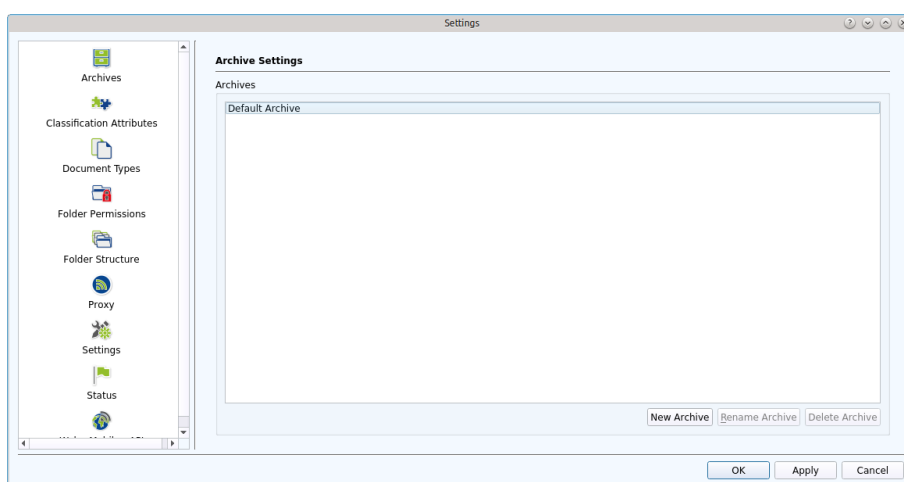 Settings
Archives
Classification Attributes
Document Types
Folder Permissions
Folder Structure
Proxy
Settings
Status
Archive Settings
Archives
Default Archive
New Archive
Rename Archive
Delete Archive
OK
Apply
Cancel